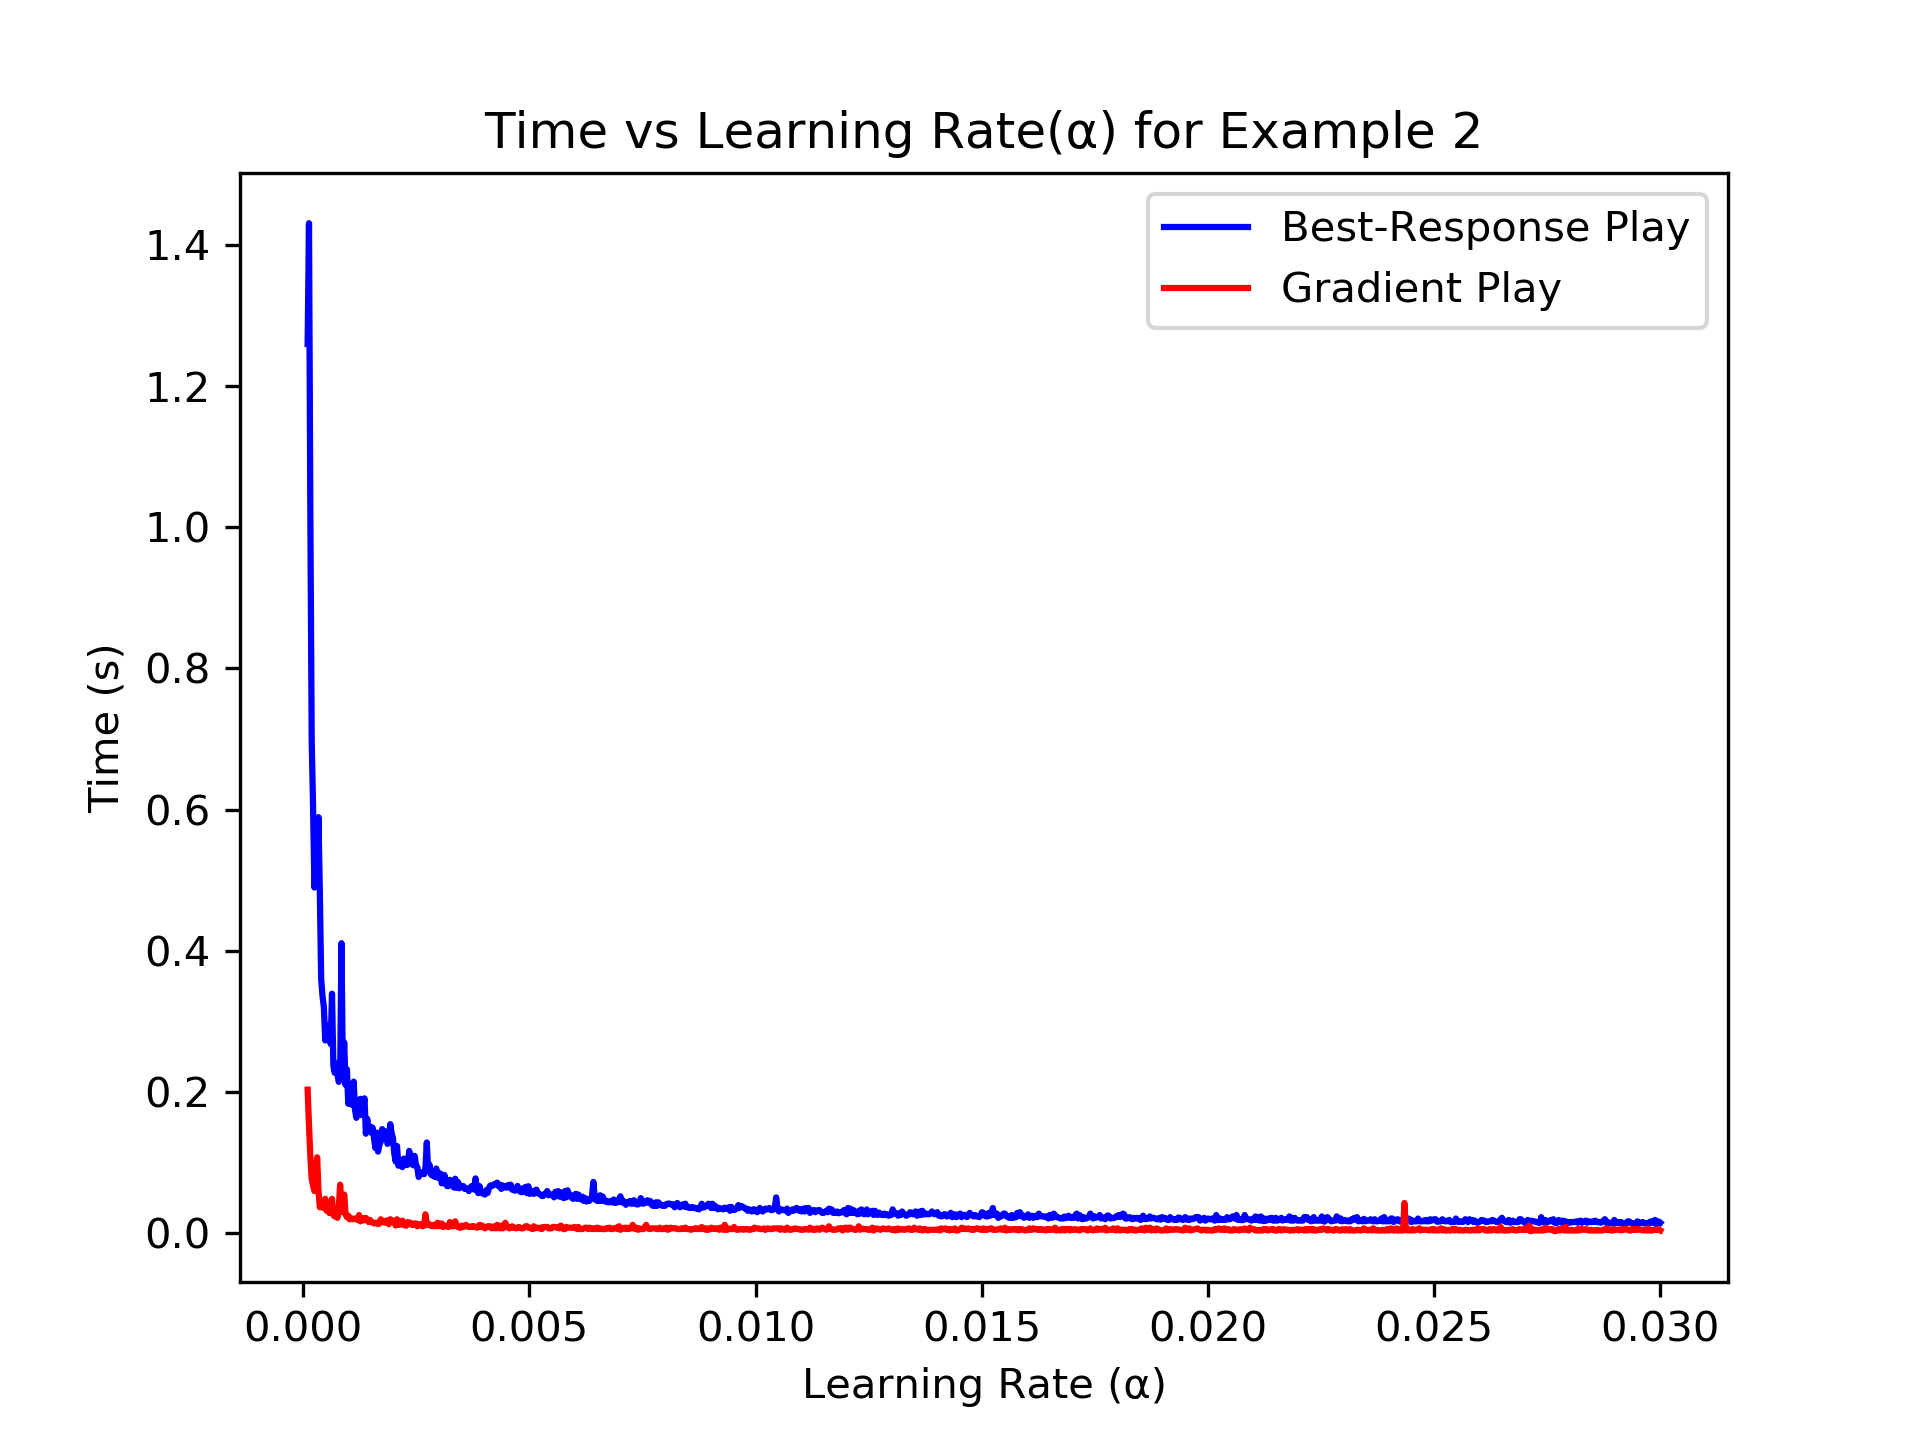 Time vs Learning Rate(α) for Example 2
Best-Response Play
Gradient Play
1.4
1.2
1.0
0.8
0.6
0.4
0.2
0.0
Time (s)
0.000 0.005 0.010 0.015 0.020 0.025 0.030
Learning Rate (α)